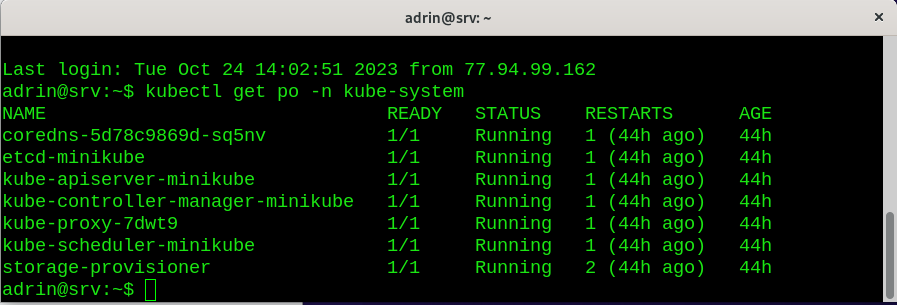 adrin@srv: ~
×
Last login: Tue Oct 24 14:02:51 2023 from 77.94.99.162
adrin@srv:~$ kubectl get po -n kube-system
NAME                               READY   STATUS    RESTARTS      AGE
coredns-5d78c9869d-sq5nv           1/1     Running   1 (44h ago)   44h
etcd-minikube                      1/1     Running   1 (44h ago)   44h
kube-apiserver-minikube            1/1     Running   1 (44h ago)   44h
kube-controller-manager-minikube   1/1     Running   1 (44h ago)   44h
kube-proxy-7dwt9                   1/1     Running   1 (44h ago)   44h
kube-scheduler-minikube            1/1     Running   1 (44h ago)   44h
storage-provisioner                1/1     Running   2 (44h ago)   44h
adrin@srv:~$